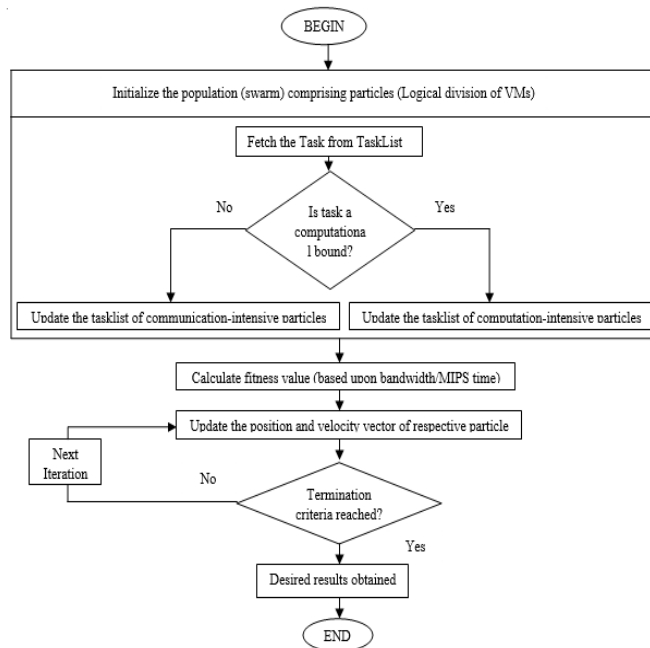 BEGIN
Initialize the population (swarm) comprising particles (Logical division of VMs)
Fetch the Task from TaskList
No
Is task a
computationa
l bound?
Yes
Update the tasklist of communication-intensive particles
Update the tasklist of computation-intensive particles
Calculate fitness value (based upon bandwidth/MIPS time)
Update the position and velocity vector of respective particle
Next
Iteration
No
Termination
criteria reached?
Yes
Desired results obtained
END